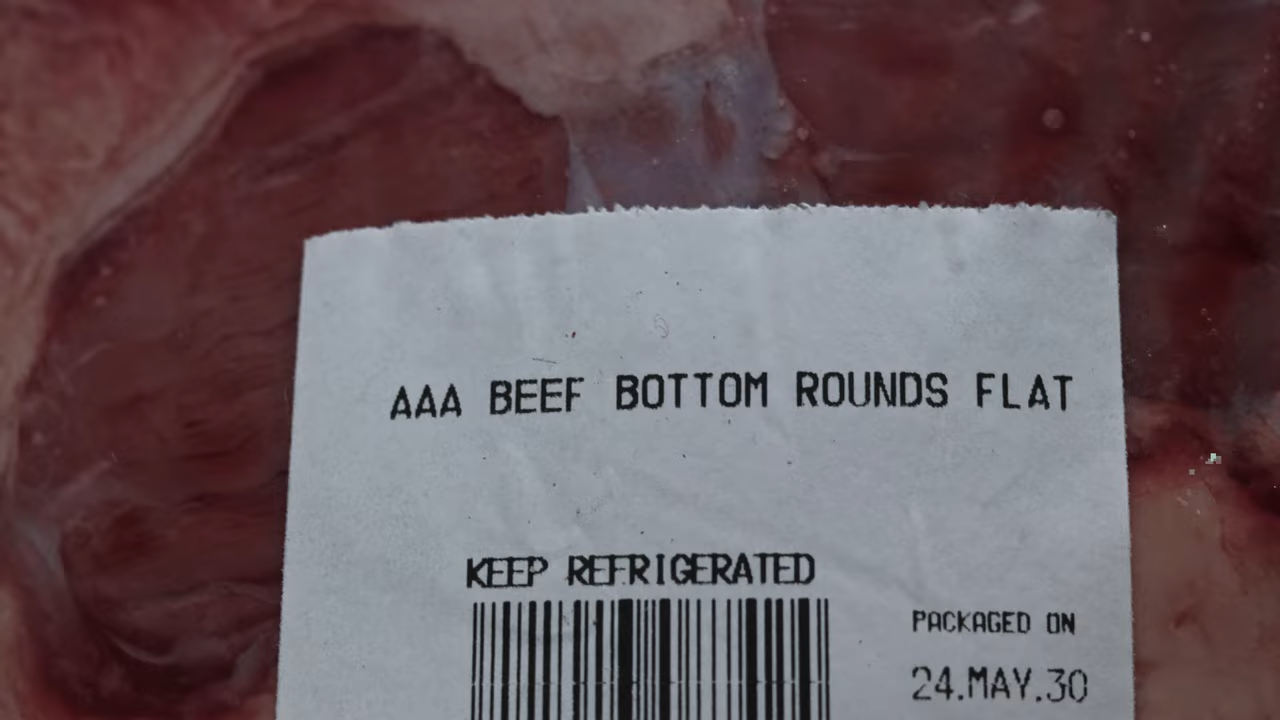 AAA BEEF BOTTOM ROUNDS FLAT
KEEP REFRIGERATED
PACKAGED ON
24.MAY.30